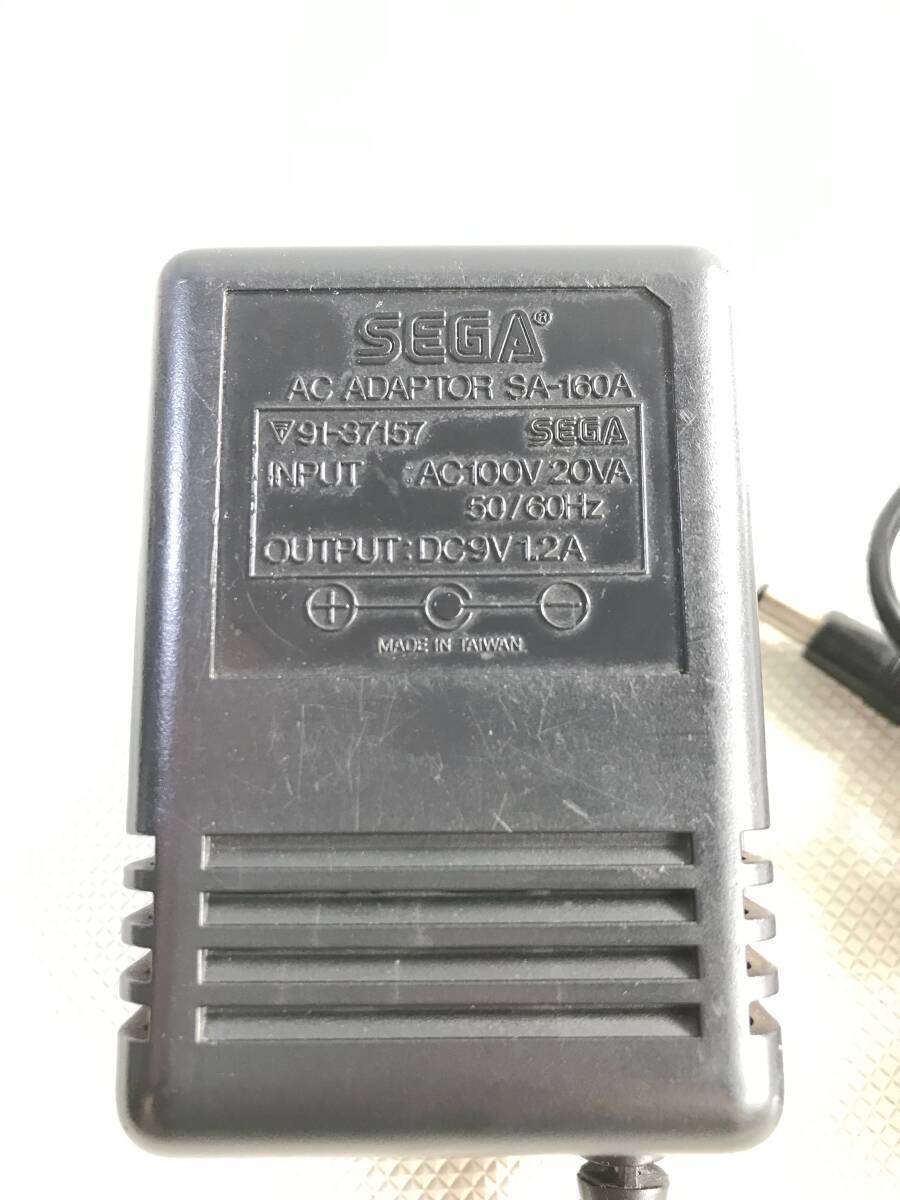 SEGA®
AC ADAPTOR SA-160A
91-37157 SEGA
INPUT :AC100V 20VA
50/60Hz
OUTPUT:DC9V 1.2A
MADE IN TAIWAN